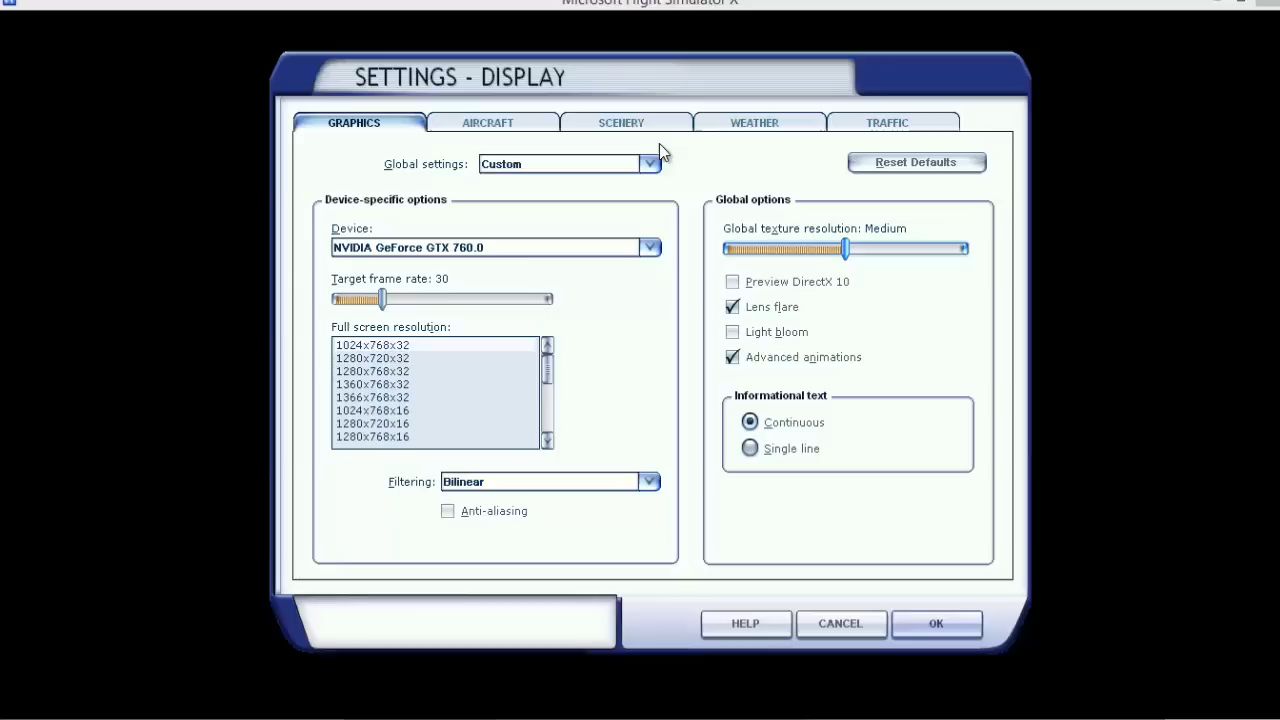 Microsoft Flight Simulator X
SETTINGS - DISPLAY
GRAPHICS AIRCRAFT SCENERY WEATHER TRAFFIC
Global settings: Custom Reset Defaults
Device-specific options
Device:
NVIDIA GeForce GTX 760.0
Target frame rate: 30
Full screen resolution:
1024x768x32
1280x720x32
1280x768x32
1360x768x32
1366x768x32
1024x768x16
1280x720x16
1280x768x16
Filtering: Bilinear
Anti-aliasing
Global options
Global texture resolution: Medium
Preview DirectX 10
Lens flare
Light bloom
Advanced animations
Informational text
Continuous
Single line
HELP CANCEL OK